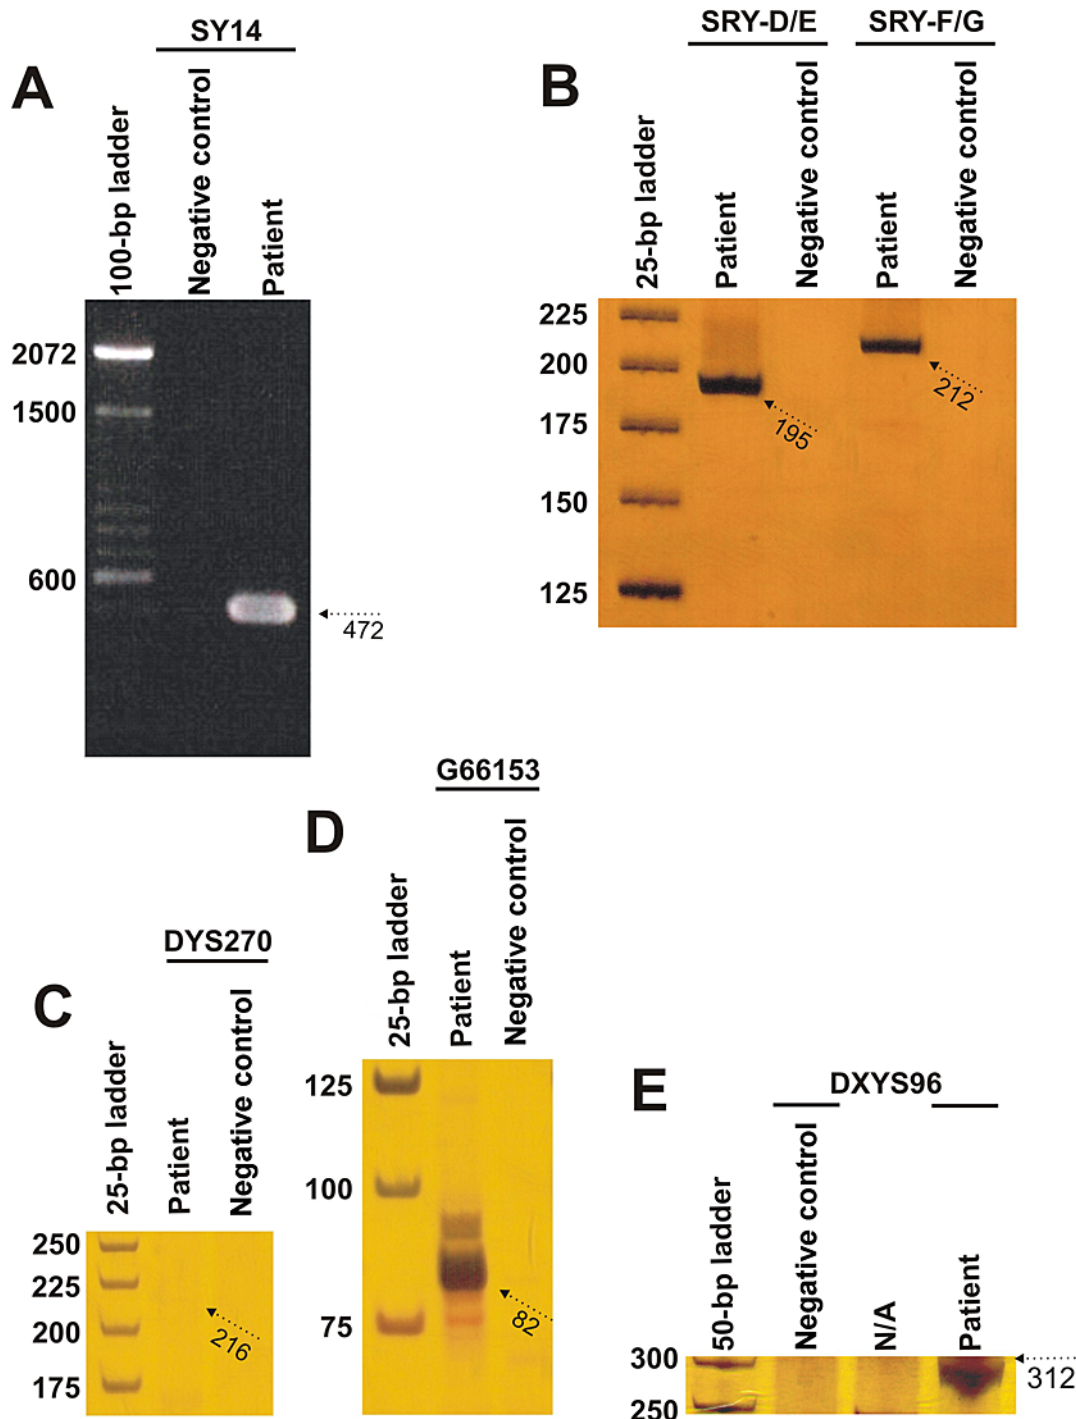 A
SY14
100-bp ladder
Negative control
Patient
2072
1500
600
472
B
SRY-D/E
SRY-F/G
25-bp ladder
Patient
Negative control
Patient
Negative control
225
200
175
150
125
195
212
C
DYS270
25-bp ladder
Patient
Negative control
250
225
200
175
216
D
G66153
25-bp ladder
Patient
Negative control
125
100
75
82
E
DXYS96
50-bp ladder
Negative control
N/A
Patient
300
250
312